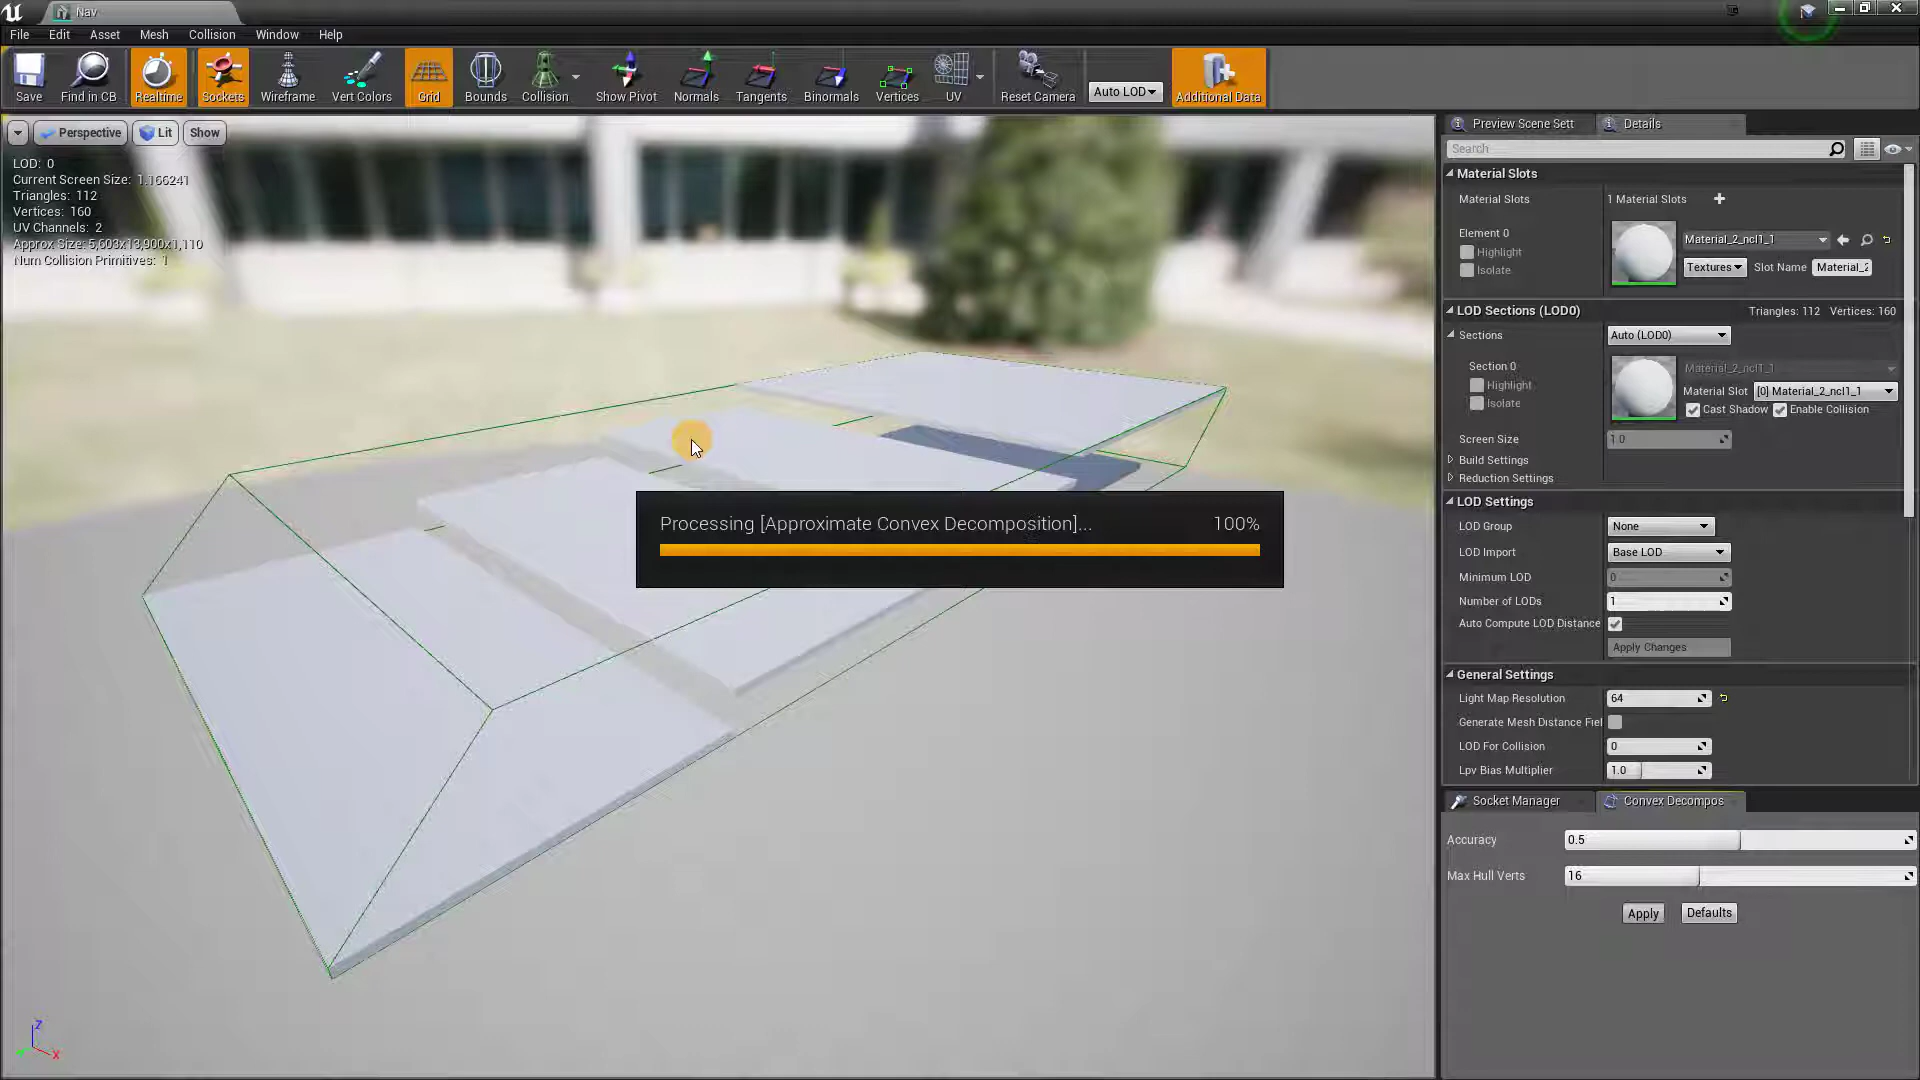 Nav
File Edit Asset Mesh Collision Window Help
Save Find in CB Realtime Sockets Wireframe Vert Colors Grid Bounds Collision Show Pivot Normals Tangents Binormals Vertices UV Reset Camera Auto LOD Additional Data
Perspective Lit Show
LOD: 0
Current Screen Size: 1.166241
Triangles: 112
Vertices: 160
UV Channels: 2
Approx Size: 5,603x13,900x1,110
Num Collision Primitives: 1
Processing [Approximate Convex Decomposition]... 100%
Z
X
Preview Scene Sett Details
Search
Material Slots
Material Slots 1 Material Slots
Element 0
Highlight
Isolate
Material_2_ncl1_1
Textures Slot Name Material_2
LOD Sections (LOD0) Triangles: 112 Vertices: 160
Sections Auto (LOD0)
Section 0
Highlight
Isolate
Material_2_ncl1_1
Material Slot [0] Material_2_ncl1_1
Cast Shadow Enable Collision
Screen Size 1.0
Build Settings
Reduction Settings
LOD Settings
LOD Group None
LOD Import Base LOD
Minimum LOD 0
Number of LODs 1
Auto Compute LOD Distance
Apply Changes
General Settings
Light Map Resolution 64
Generate Mesh Distance Fiel
LOD For Collision 0
Lpv Bias Multiplier 1.0
Socket Manager Convex Decompos
Accuracy 0.5
Max Hull Verts 16
Apply Defaults